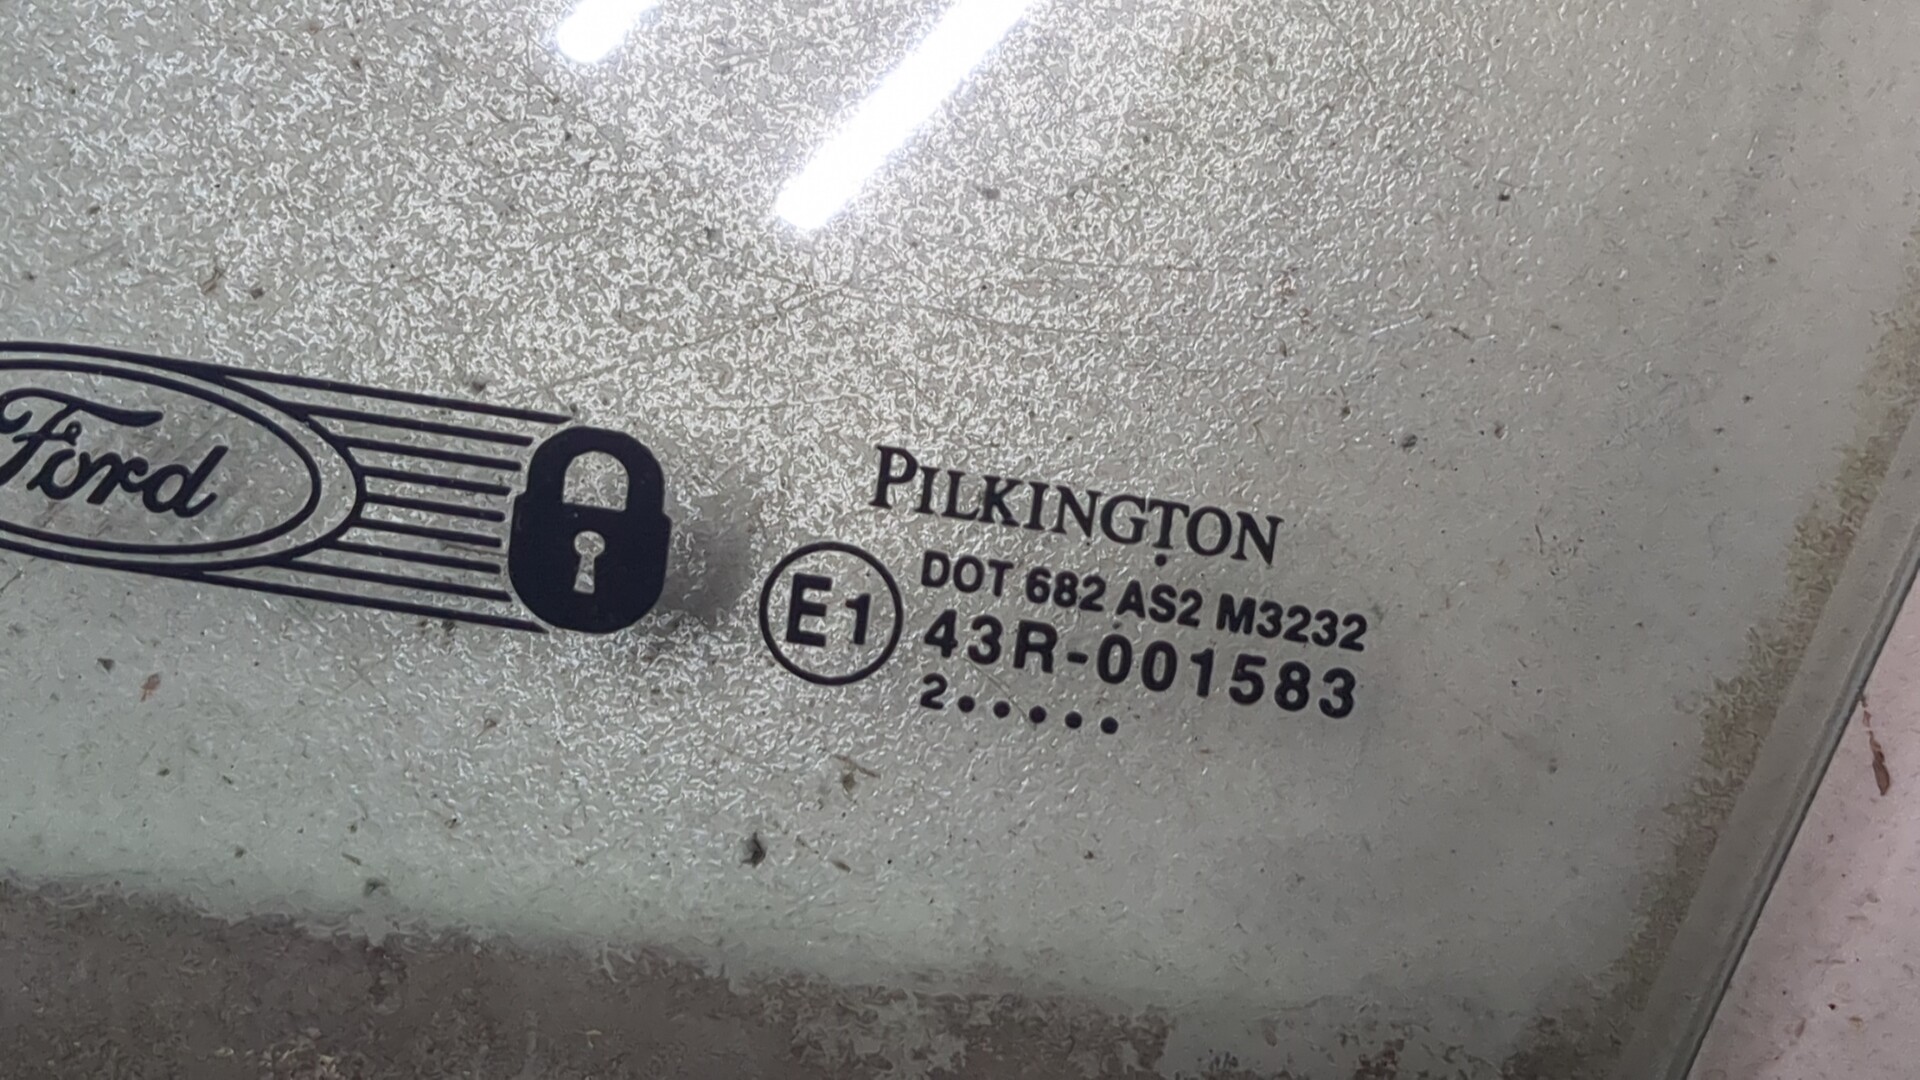 Ford
PILKINGTON
DOT 682 AS2 M3232
E1 43R-001583
2•••••